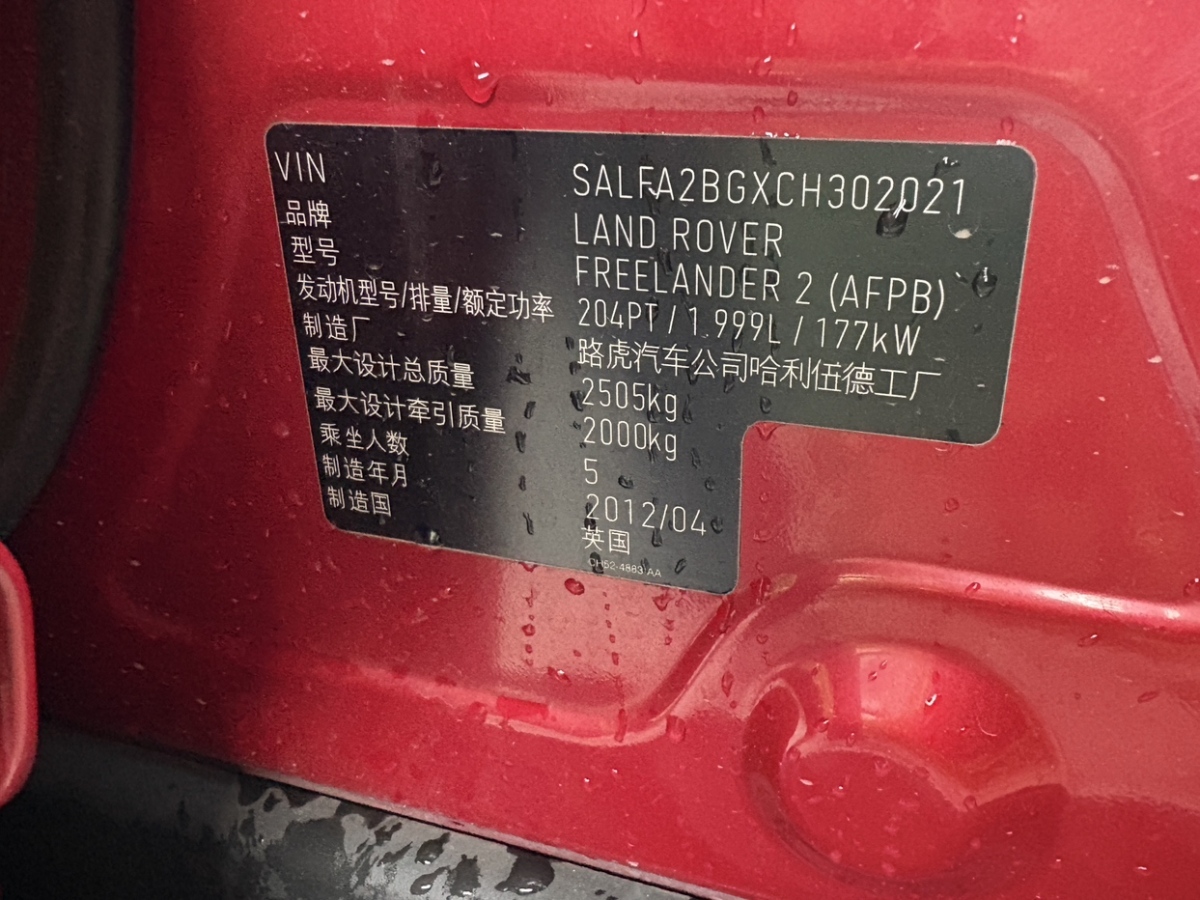 VIN SALFA2BGXCH302021
品牌 LAND ROVER
型号 FREELANDER 2 (AFPB)
发动机型号/排量/额定功率 204PT / 1.999L / 177kW
制造厂 路虎汽车公司哈利伍德工厂
最大设计总质量 2505kg
最大设计牵引质量 2000kg
乘坐人数 5
制造年月 2012/04
制造国 英国